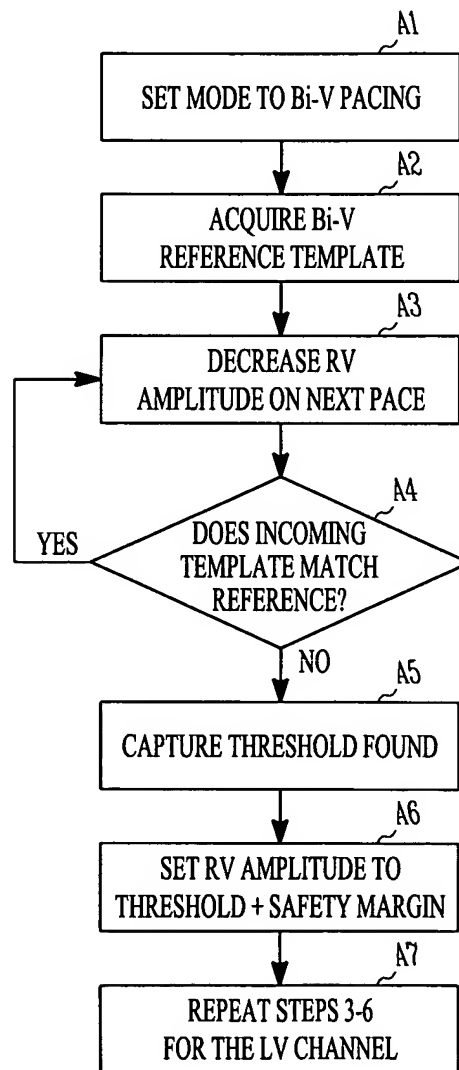 A1
SET MODE TO Bi-V PACING
A2
ACQUIRE Bi-V
REFERENCE TEMPLATE
A3
DECREASE RV
AMPLITUDE ON NEXT PACE
A4
DOES INCOMING
TEMPLATE MATCH
REFERENCE?
YES
NO
A5
CAPTURE THRESHOLD FOUND
A6
SET RV AMPLITUDE TO
THRESHOLD + SAFETY MARGIN
A7
REPEAT STEPS 3-6
FOR THE LV CHANNEL